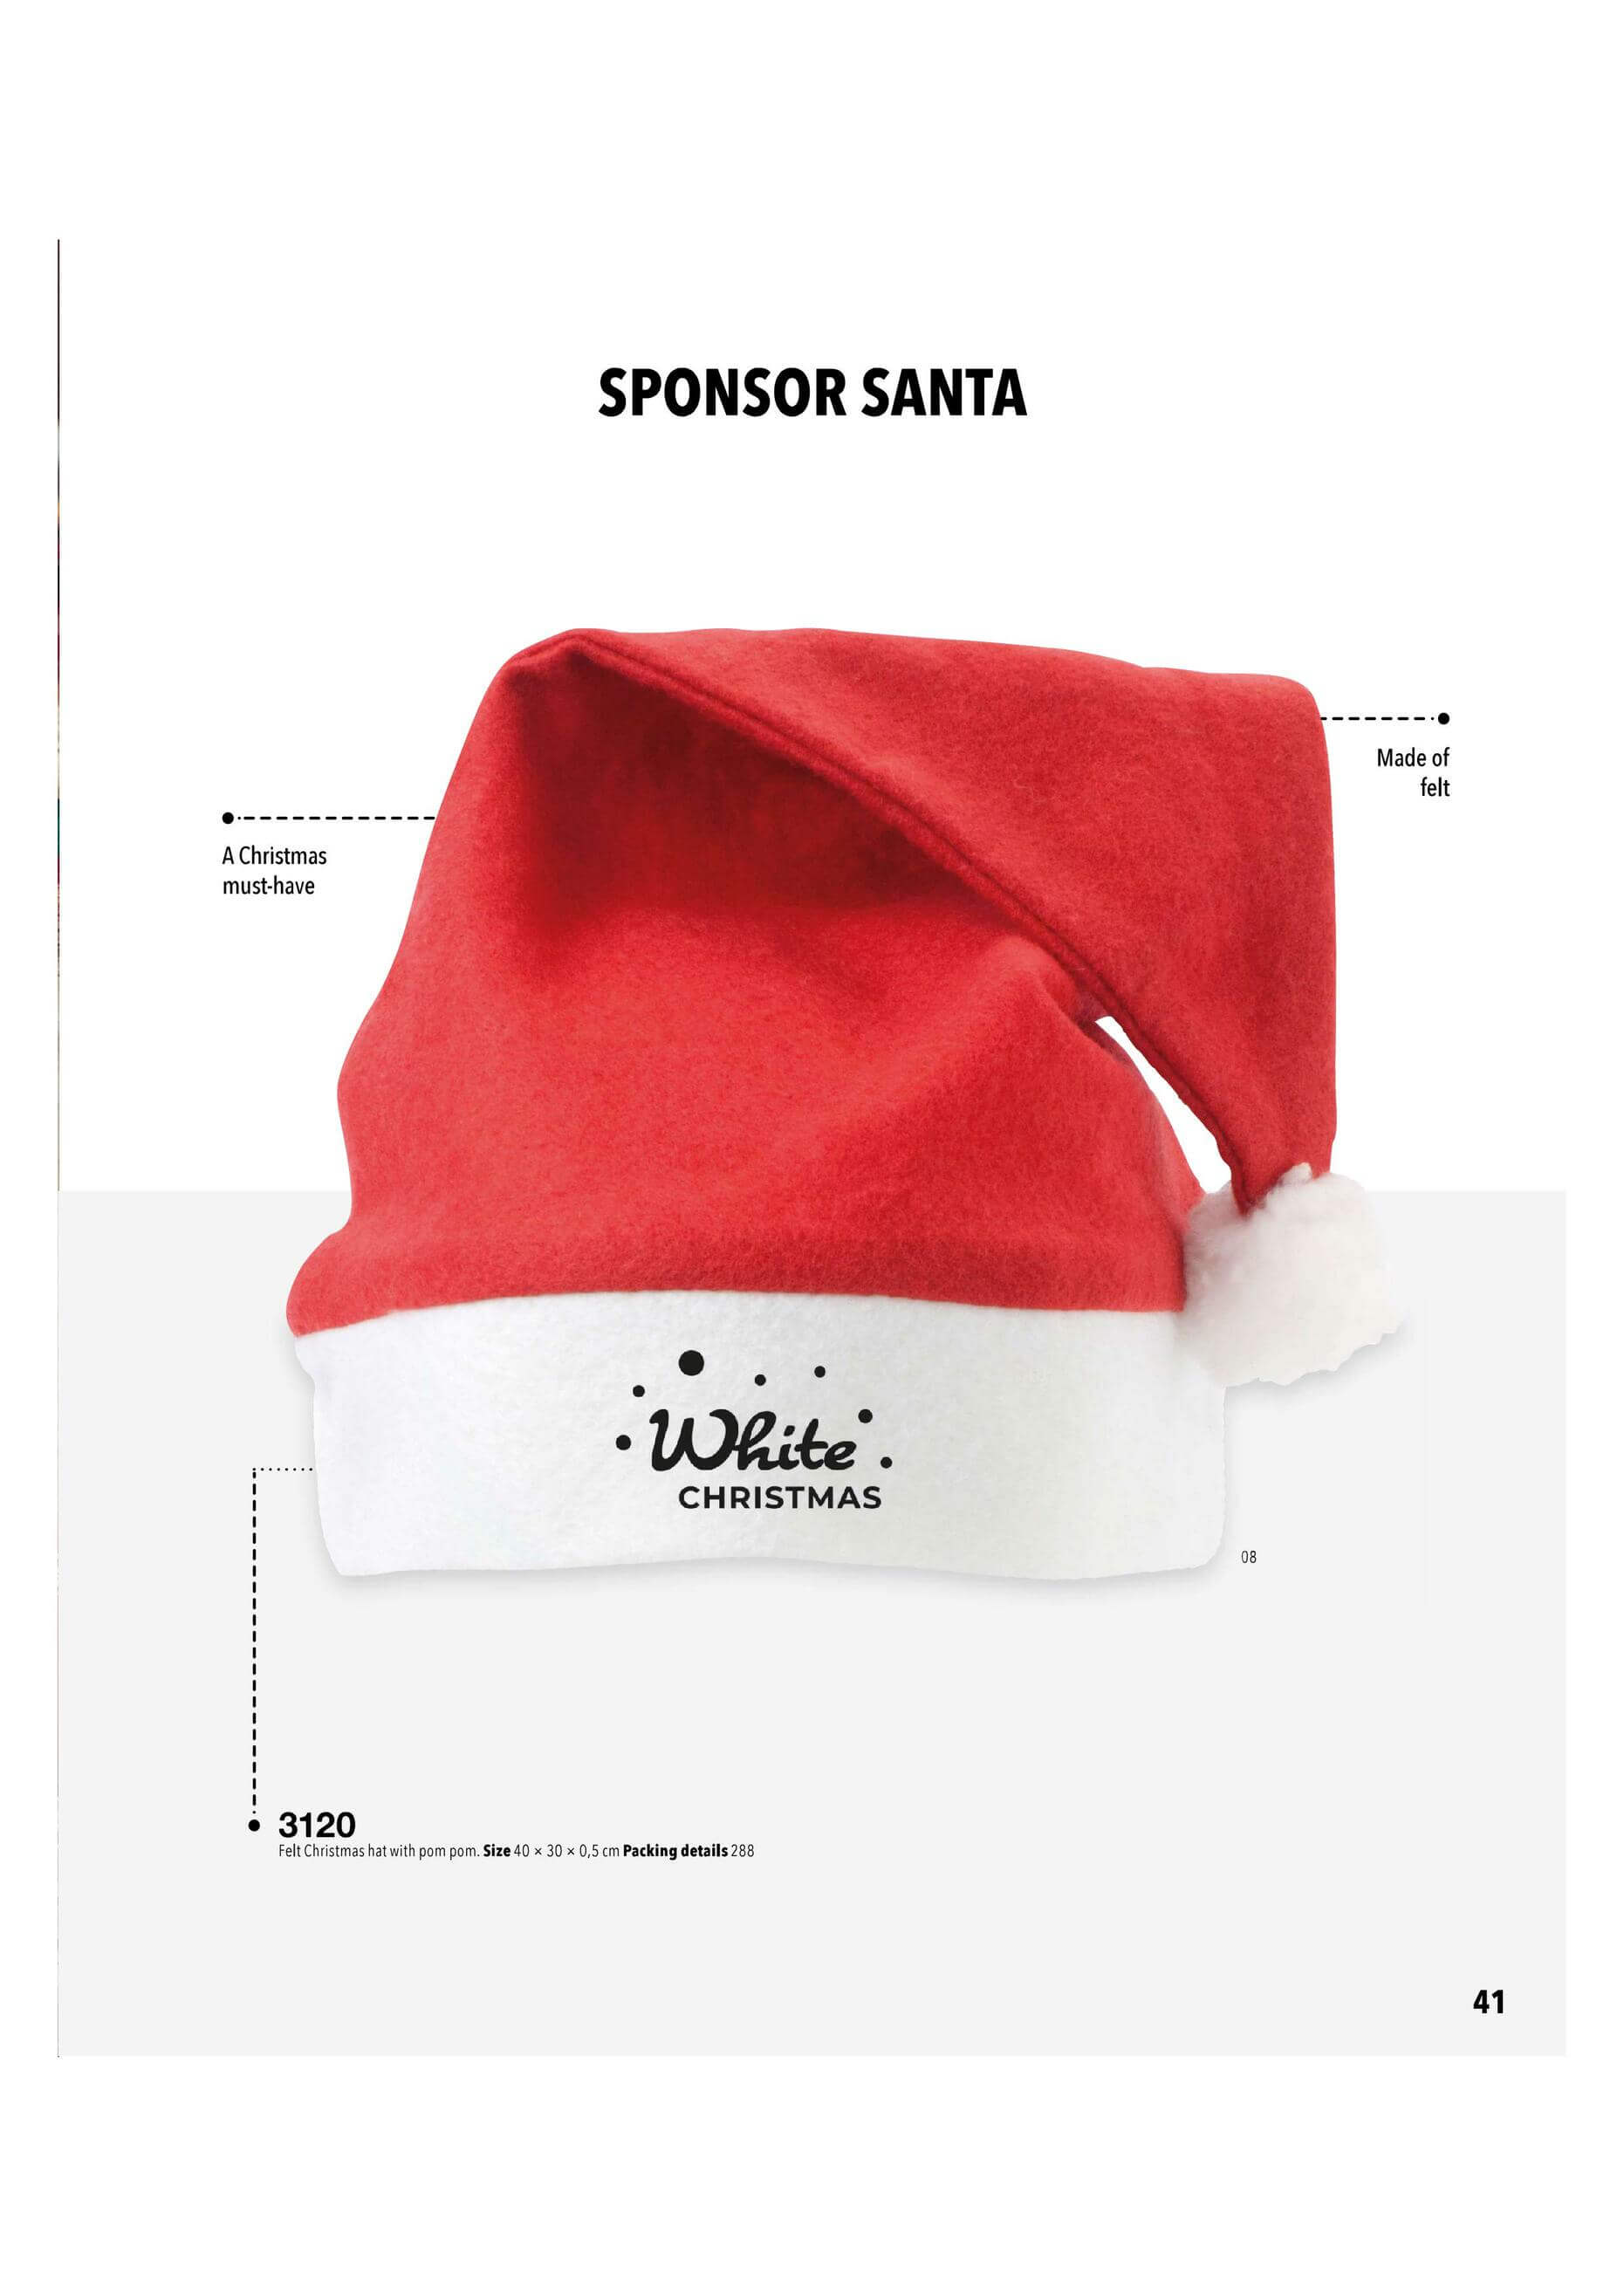 SPONSOR SANTA
Made of
felt
A Christmas
must-have
White
CHRISTMAS
08
3120
Felt Christmas hat with pom pom. Size 40 × 30 × 0,5 cm Packing details 288
41